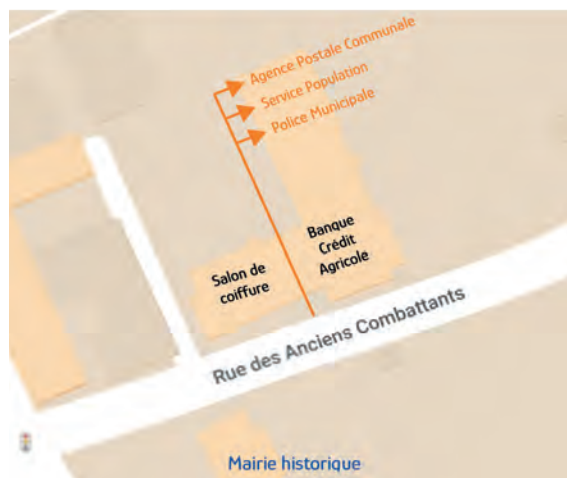 Agence Postale Communale
Service Population
Police Municipale
Banque
Crédit
Agricole
Salon de
coiffure
Rue des Anciens Combattants
Mairie historique